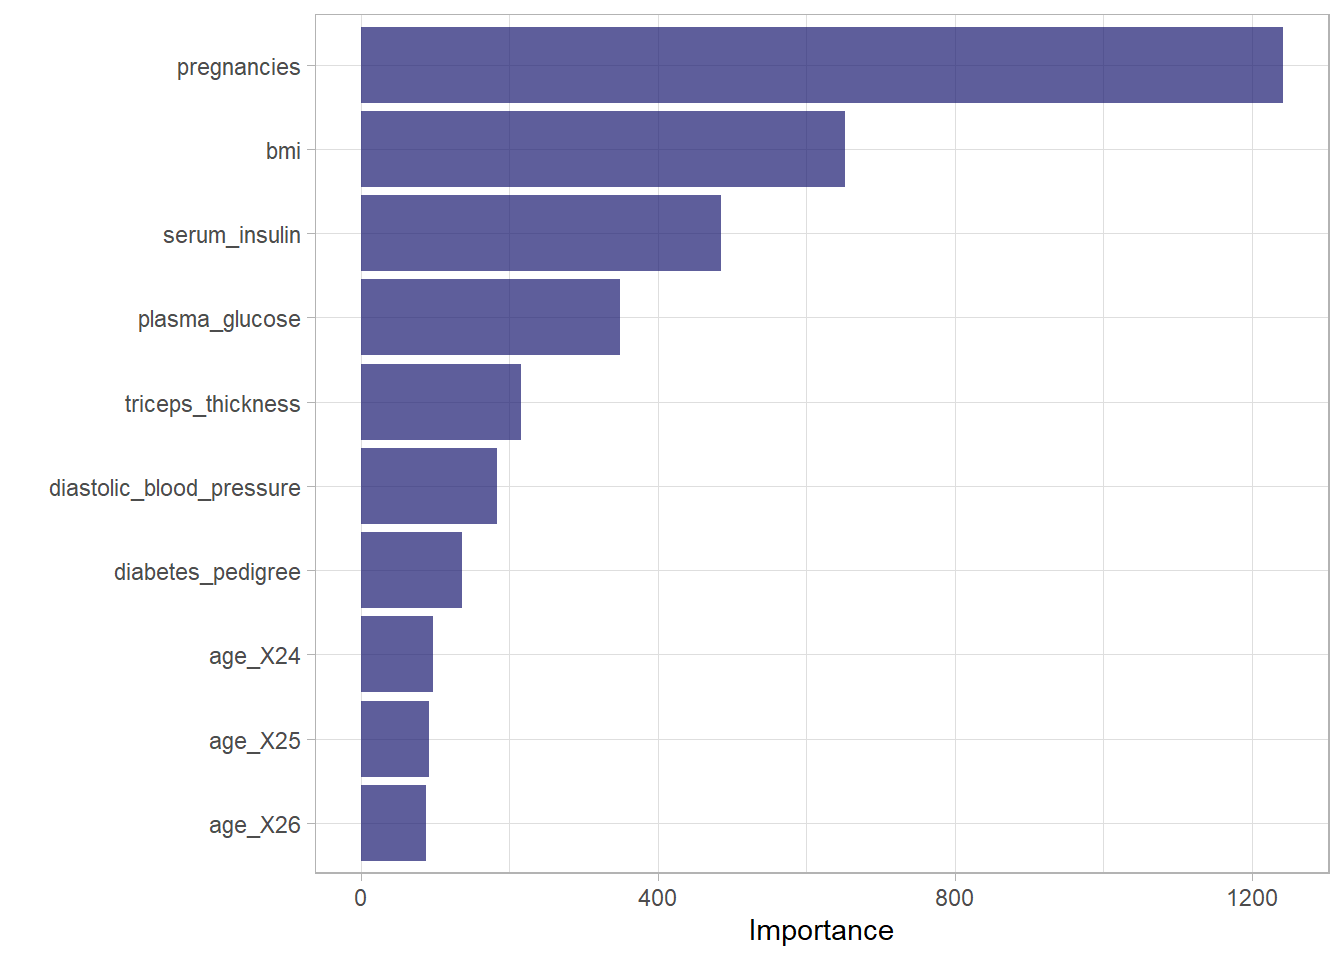 pregnancies
bmi
serum_insulin
plasma_glucose
triceps_thickness
diastolic_blood_pressure
diabetes_pedigree
age_X24
age_X25
age_X26
0 400 800 1200
Importance